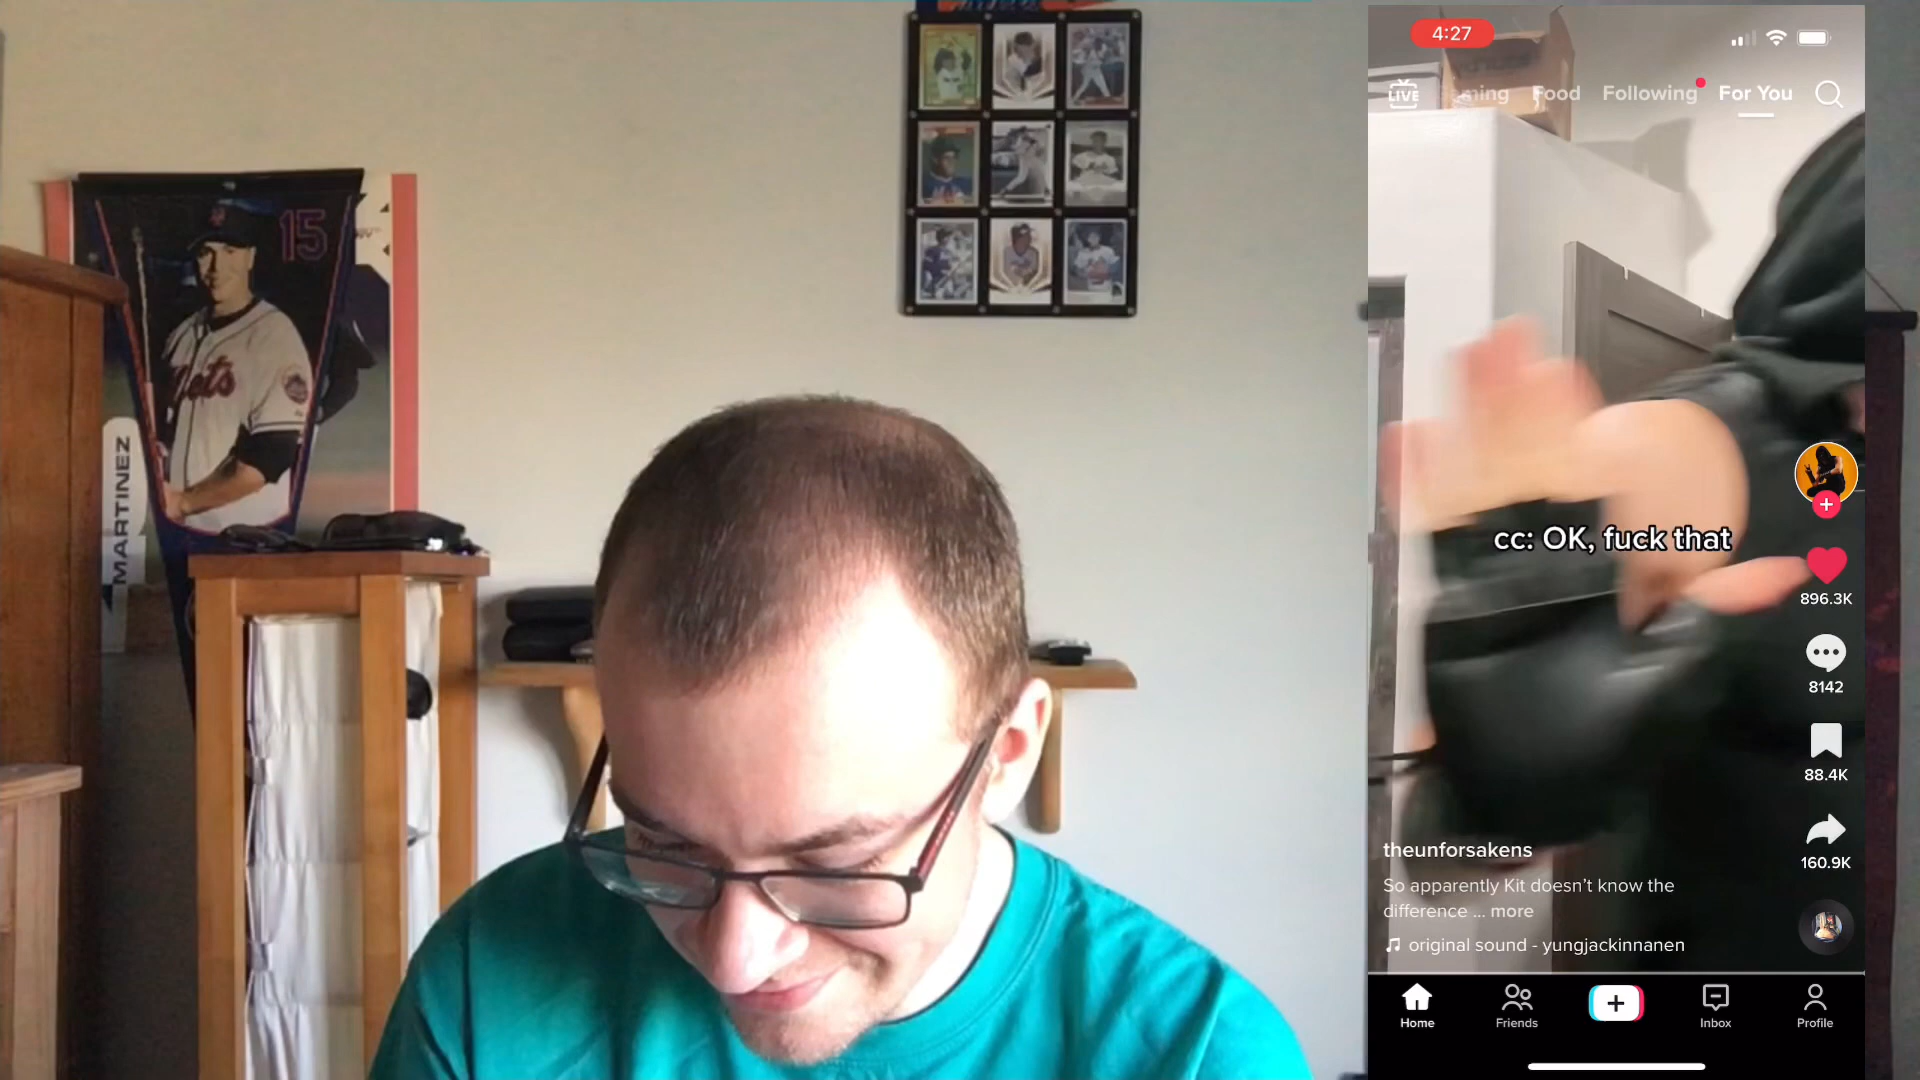 15
Mets
MARTINEZ
4:27
LIVE
Gaming
Food
Following
For You
cc: OK, fuck that
896.3K
8142
88.4K
160.9K
theunforsakens
So apparently Kit doesn't know the
difference ... more
original sound - yungjackinnanen
Home
Friends
Inbox
Profile